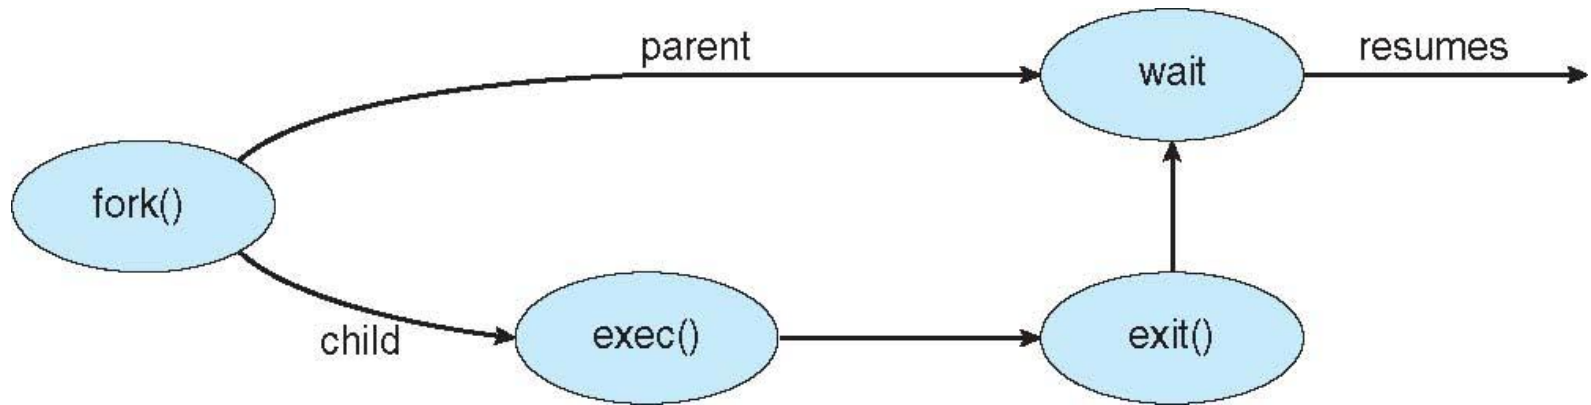 parent
wait
resumes
fork()
child
exec()
exit()